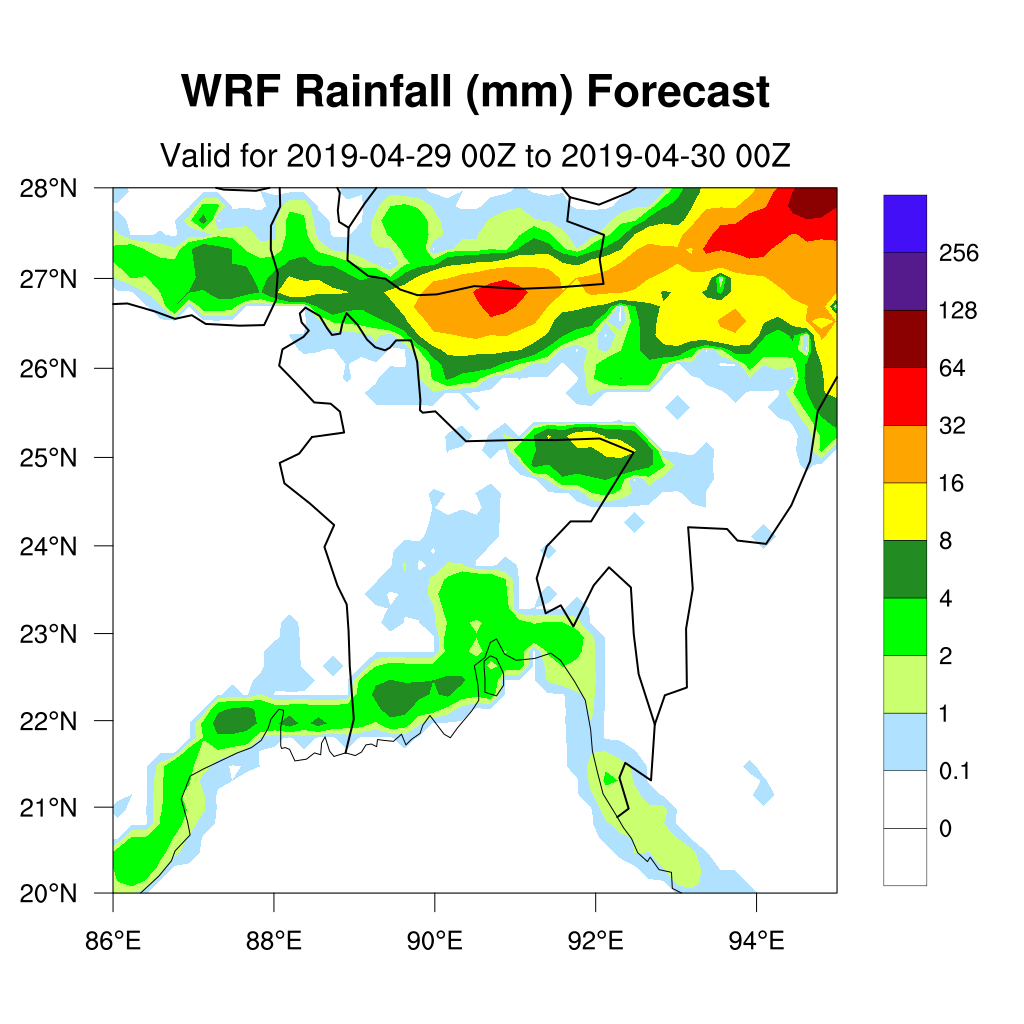 WRF Rainfall (mm) Forecast
Valid for 2019-04-29 00Z to 2019-04-30 00Z
28°N
27°N
26°N
25°N
24°N
23°N
22°N
21°N
20°N
86°E
88°E
90°E
92°E
94°E
256
128
64
32
16
8
4
2
1
0.1
0